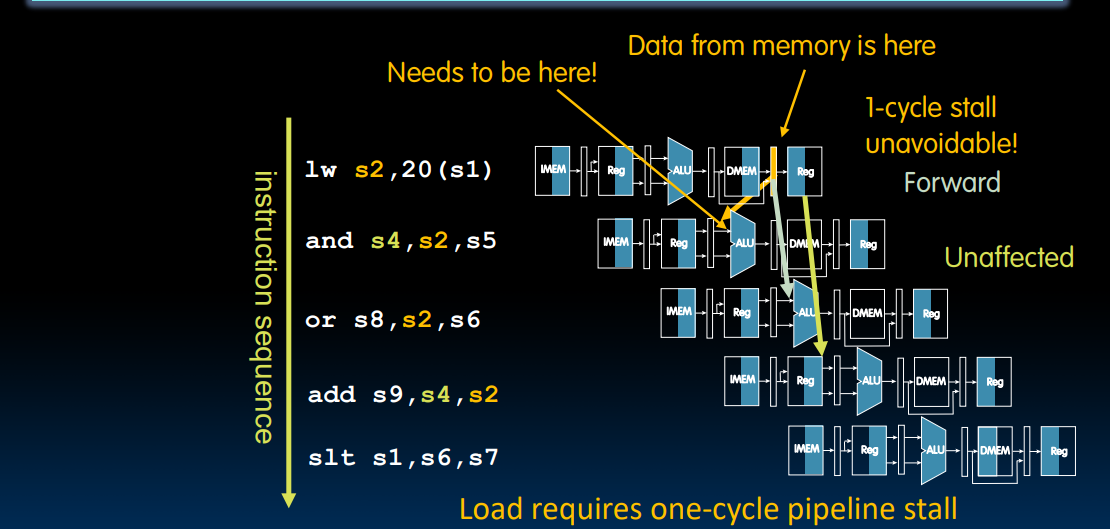 Data from memory is here
Needs to be here!
1-cycle stall
unavoidable!
Forward
Unaffected
instruction sequence
lw s2,20(s1)
IMEM Reg ALU DMEM Reg
and s4,s2,s5
IMEM Reg ALU DMEM Reg
or s8,s2,s6
IMEM Reg ALU DMEM Reg
add s9,s4,s2
IMEM Reg ALU DMEM Reg
slt s1,s6,s7
IMEM Reg ALU DMEM Reg
Load requires one-cycle pipeline stall